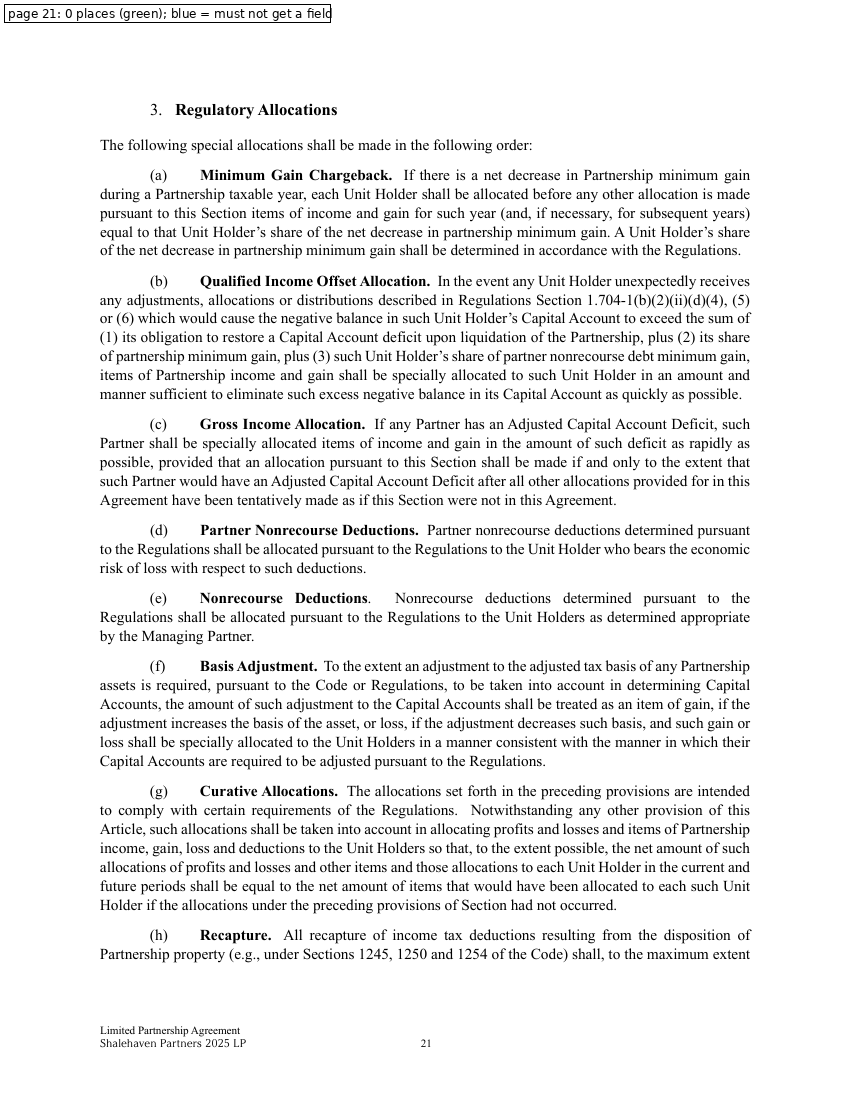 page 21: 0 places (green); blue = must not get a field
3. Regulatory Allocations
The following special allocations shall be made in the following order:
(a) Minimum Gain Chargeback. If there is a net decrease in Partnership minimum gain
during a Partnership taxable year, each Unit Holder shall be allocated before any other allocation is made
pursuant to this Section items of income and gain for such year (and, if necessary, for subsequent years)
equal to that Unit Holder’s share of the net decrease in partnership minimum gain. A Unit Holder’s share
of the net decrease in partnership minimum gain shall be determined in accordance with the Regulations.
(b) Qualified Income Offset Allocation. In the event any Unit Holder unexpectedly receives
any adjustments, allocations or distributions described in Regulations Section 1.704-1(b)(2)(ii)(d)(4), (5)
or (6) which would cause the negative balance in such Unit Holder’s Capital Account to exceed the sum of
(1) its obligation to restore a Capital Account deficit upon liquidation of the Partnership, plus (2) its share
of partnership minimum gain, plus (3) such Unit Holder’s share of partner nonrecourse debt minimum gain,
items of Partnership income and gain shall be specially allocated to such Unit Holder in an amount and
manner sufficient to eliminate such excess negative balance in its Capital Account as quickly as possible.
(c) Gross Income Allocation. If any Partner has an Adjusted Capital Account Deficit, such
Partner shall be specially allocated items of income and gain in the amount of such deficit as rapidly as
possible, provided that an allocation pursuant to this Section shall be made if and only to the extent that
such Partner would have an Adjusted Capital Account Deficit after all other allocations provided for in this
Agreement have been tentatively made as if this Section were not in this Agreement.
(d) Partner Nonrecourse Deductions. Partner nonrecourse deductions determined pursuant
to the Regulations shall be allocated pursuant to the Regulations to the Unit Holder who bears the economic
risk of loss with respect to such deductions.
(e) Nonrecourse Deductions. Nonrecourse deductions determined pursuant to the
Regulations shall be allocated pursuant to the Regulations to the Unit Holders as determined appropriate
by the Managing Partner.
(f) Basis Adjustment. To the extent an adjustment to the adjusted tax basis of any Partnership
assets is required, pursuant to the Code or Regulations, to be taken into account in determining Capital
Accounts, the amount of such adjustment to the Capital Accounts shall be treated as an item of gain, if the
adjustment increases the basis of the asset, or loss, if the adjustment decreases such basis, and such gain or
loss shall be specially allocated to the Unit Holders in a manner consistent with the manner in which their
Capital Accounts are required to be adjusted pursuant to the Regulations.
(g) Curative Allocations. The allocations set forth in the preceding provisions are intended
to comply with certain requirements of the Regulations. Notwithstanding any other provision of this
Article, such allocations shall be taken into account in allocating profits and losses and items of Partnership
income, gain, loss and deductions to the Unit Holders so that, to the extent possible, the net amount of such
allocations of profits and losses and other items and those allocations to each Unit Holder in the current and
future periods shall be equal to the net amount of items that would have been allocated to each such Unit
Holder if the allocations under the preceding provisions of Section had not occurred.
(h) Recapture. All recapture of income tax deductions resulting from the disposition of
Partnership property (e.g., under Sections 1245, 1250 and 1254 of the Code) shall, to the maximum extent
Limited Partnership Agreement
Shalehaven Partners 2025 LP 21